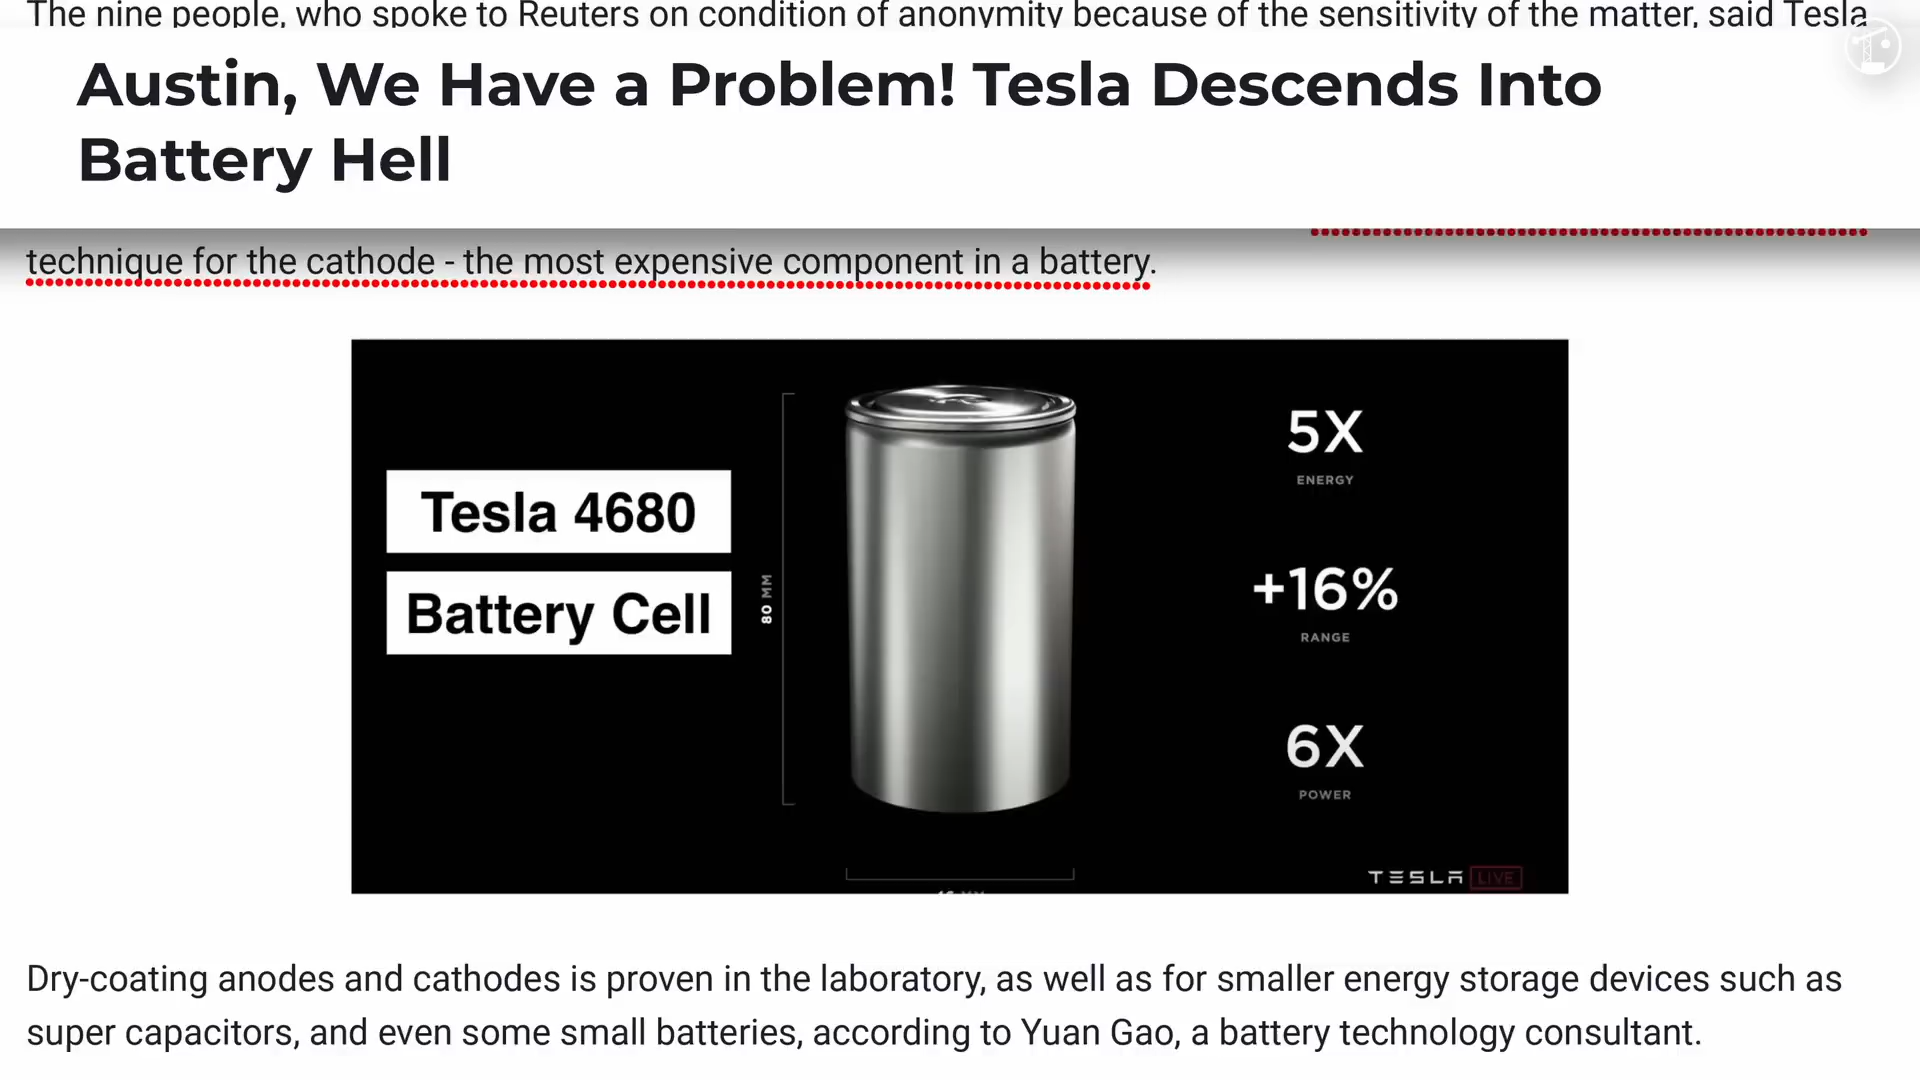 The nine people, who spoke to Reuters on condition of anonymity because of the sensitivity of the matter, said Tesla
Austin, We Have a Problem! Tesla Descends Into
Battery Hell
technique for the cathode - the most expensive component in a battery.
Tesla 4680
Battery Cell
80 MM
5X
ENERGY
+16%
RANGE
6X
POWER
TESLA LIVE
Dry-coating anodes and cathodes is proven in the laboratory, as well as for smaller energy storage devices such as
super capacitors, and even some small batteries, according to Yuan Gao, a battery technology consultant.